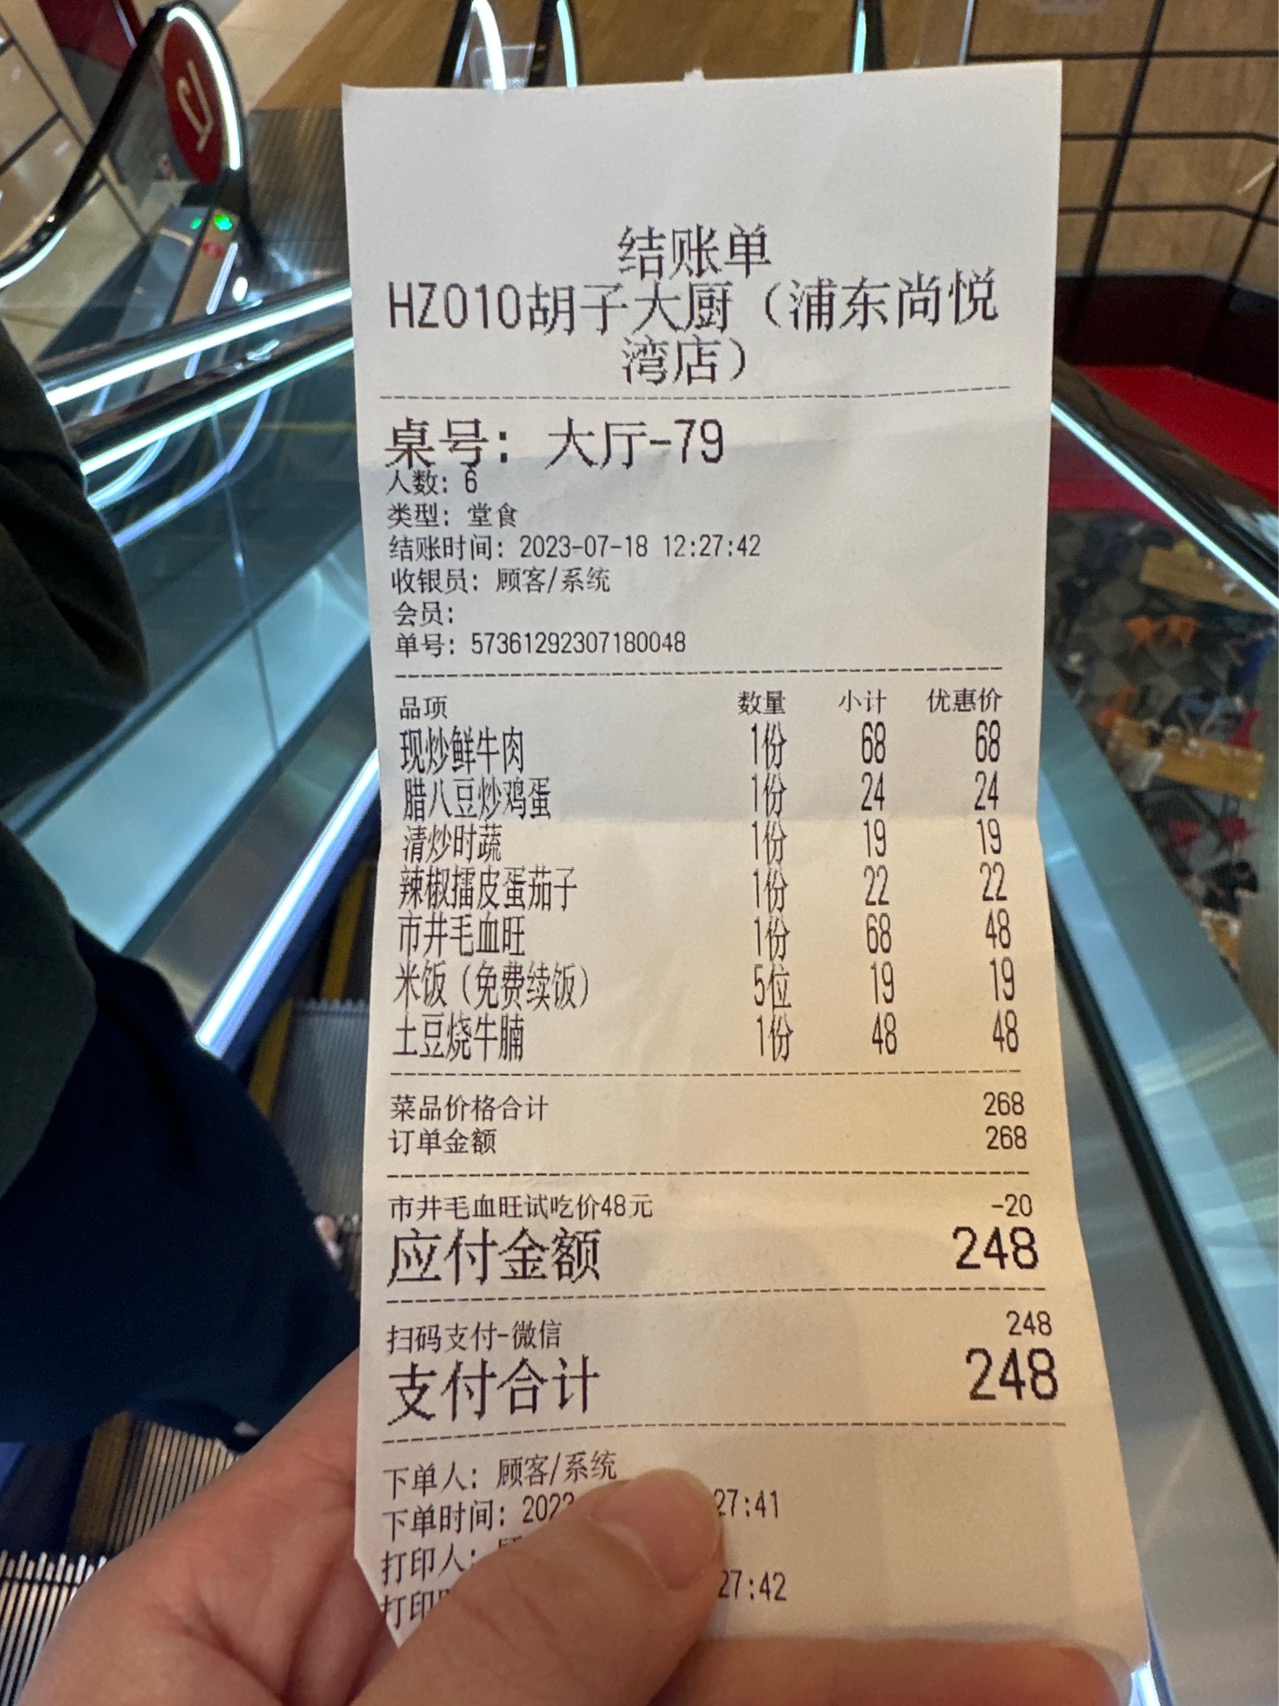 结账单
HZ010胡子大厨（浦东尚悦
湾店）
桌号：大厅-79
人数：6
类型：堂食
结账时间：2023-07-18 12:27:42
收银员：顾客/系统
会员：
单号：573612923071​80048
品项 数量 小计 优惠价
现炒鲜牛肉 1份 68 68
腊八豆炒鸡蛋 1份 24 24
清炒时蔬 1份 19 19
辣椒擂皮蛋茄子 1份 22 22
市井毛血旺 1份 68 48
米饭（免费续饭） 5位 19 19
土豆烧牛腩 1份 48 48
菜品价格合计 268
订单金额 268
市井毛血旺试吃价48元 -20
应付金额 248
扫码支付-微信 248
支付合计 248
下单人：顾客/系统
下单时间：2023 27:41
打印人：
打印 27:42